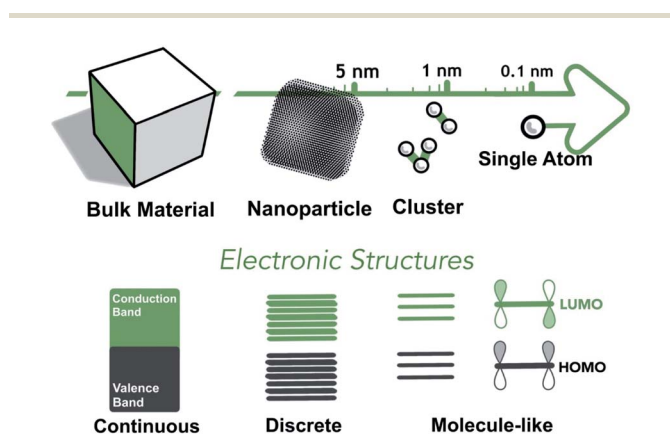 5 nm
1 nm
0.1 nm
Bulk Material
Nanoparticle
Cluster
Single Atom
Electronic Structures
Conduction
Band
Valence
Band
LUMO
HOMO
Continuous
Discrete
Molecule-like